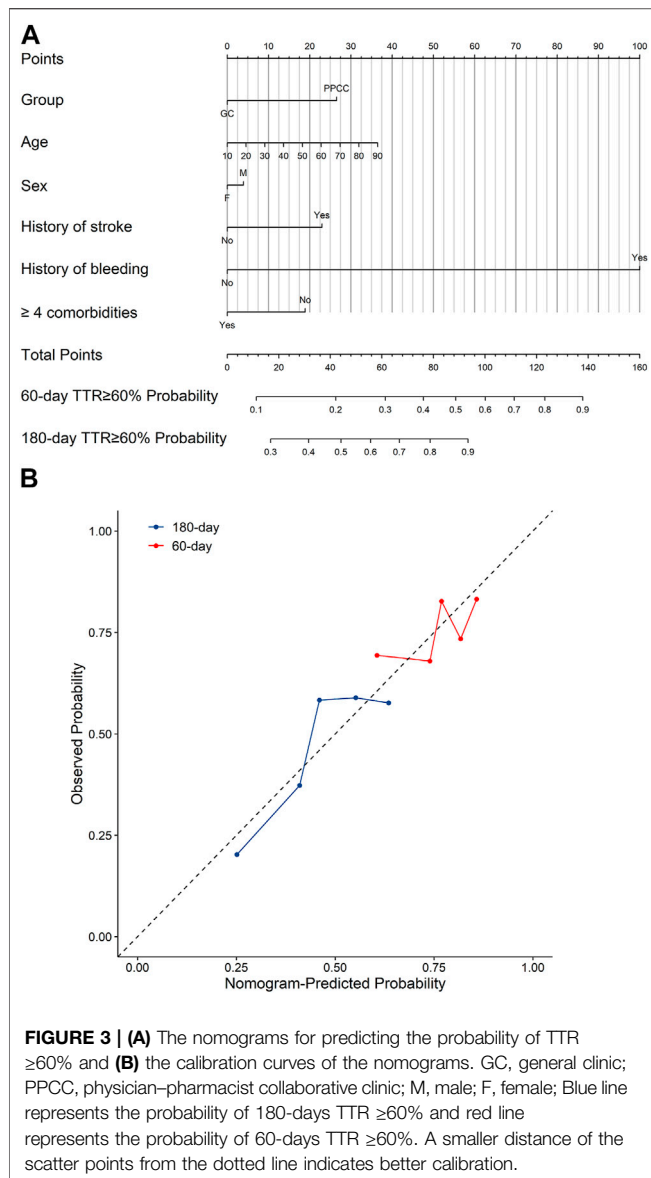 A
Points
0 10 20 30 40 50 60 70 80 90 100
Group
PPCC
GC
Age
10 20 30 40 50 60 70 80 90
Sex
M
F
History of stroke
Yes
No
History of bleeding
Yes
No
≥ 4 comorbidities
No
Yes
Total Points
0 20 40 60 80 100 120 140 160
60-day TTR≥60% Probability
0.1 0.2 0.3 0.4 0.5 0.6 0.7 0.8 0.9
180-day TTR≥60% Probability
0.3 0.4 0.5 0.6 0.7 0.8 0.9
B
180-day
60-day
1.00
0.75
0.50
0.25
0.00
Observed Probability
0.00 0.25 0.50 0.75 1.00
Nomogram-Predicted Probability
FIGURE 3 | (A) The nomograms for predicting the probability of TTR
≥60% and (B) the calibration curves of the nomograms. GC, general clinic;
PPCC, physician–pharmacist collaborative clinic; M, male; F, female; Blue line
represents the probability of 180-days TTR ≥60% and red line
represents the probability of 60-days TTR ≥60%. A smaller distance of the
scatter points from the dotted line indicates better calibration.